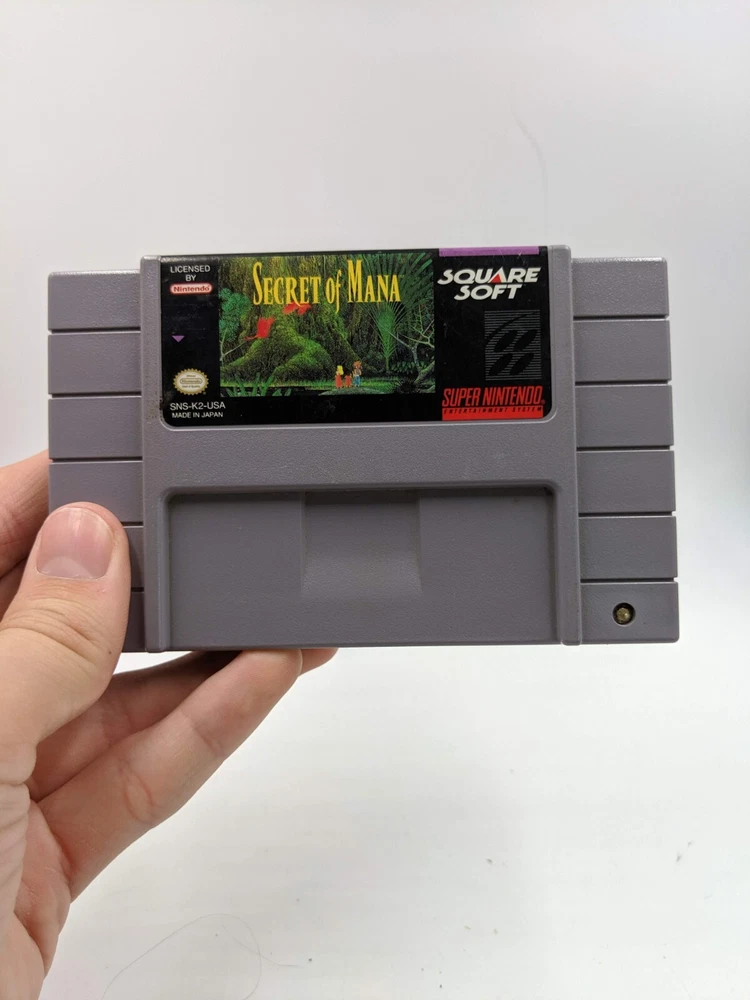 LICENSED
BY
Nintendo
SECRET of MANA
SNS-K2-USA
MADE IN JAPAN
SQUARE
SOFT
SUPER NINTENDO
ENTERTAINMENT SYSTEM